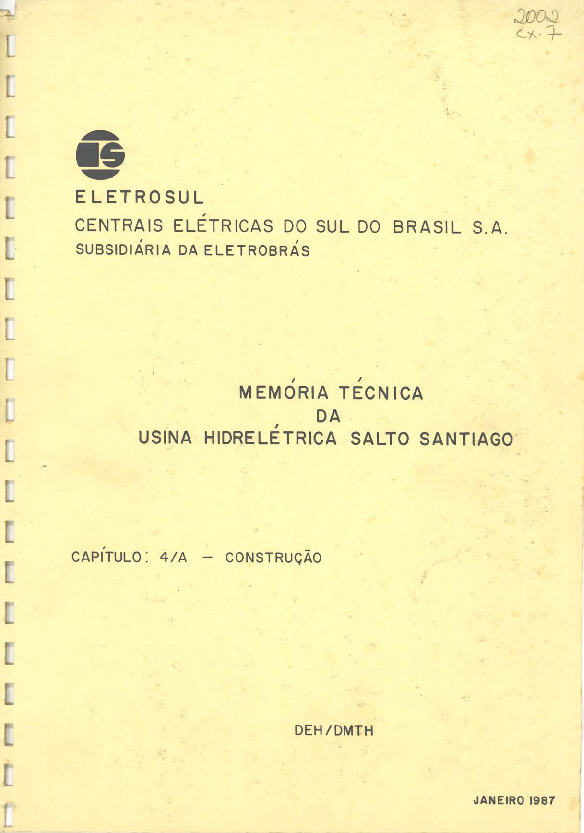 2002
ex. 7
ELETROSUL
CENTRAIS ELÉTRICAS DO SUL DO BRASIL S.A.
SUBSIDIÁRIA DA ELETROBRÁS
MEMÓRIA TÉCNICA
DA
USINA HIDRELÉTRICA SALTO SANTIAGO
CAPÍTULO: 4/A — CONSTRUÇÃO
DEH/DMTH
JANEIRO 1987